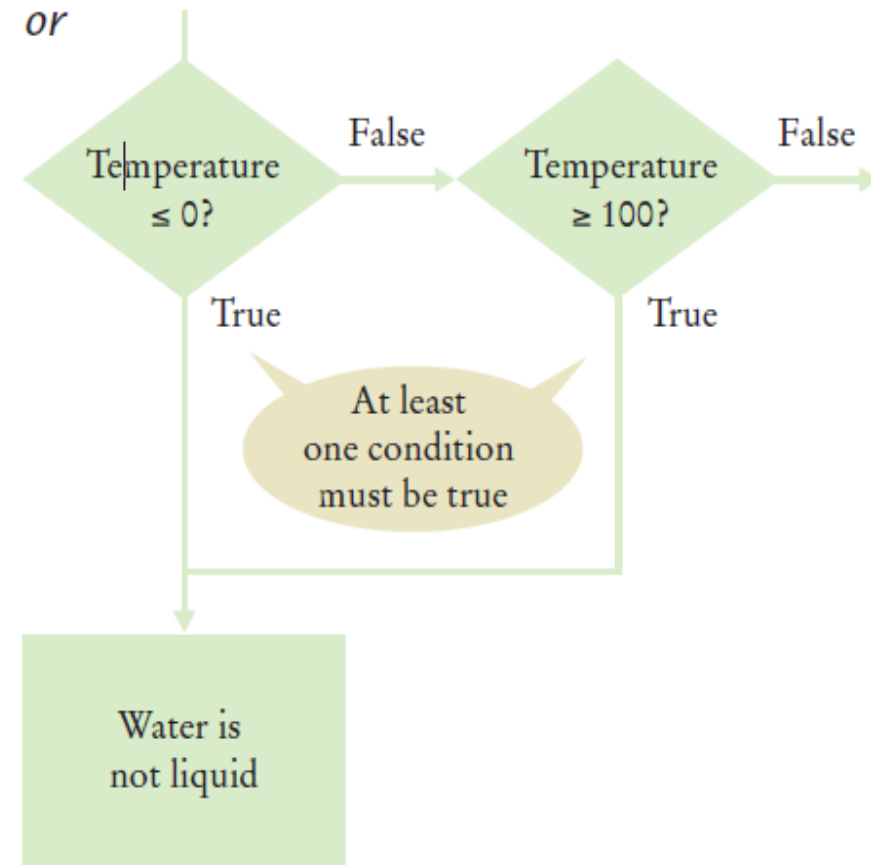 or
False
False
Temperature
≤ 0?
Temperature
≥ 100?
True
True
At least
one condition
must be true
Water is
not liquid